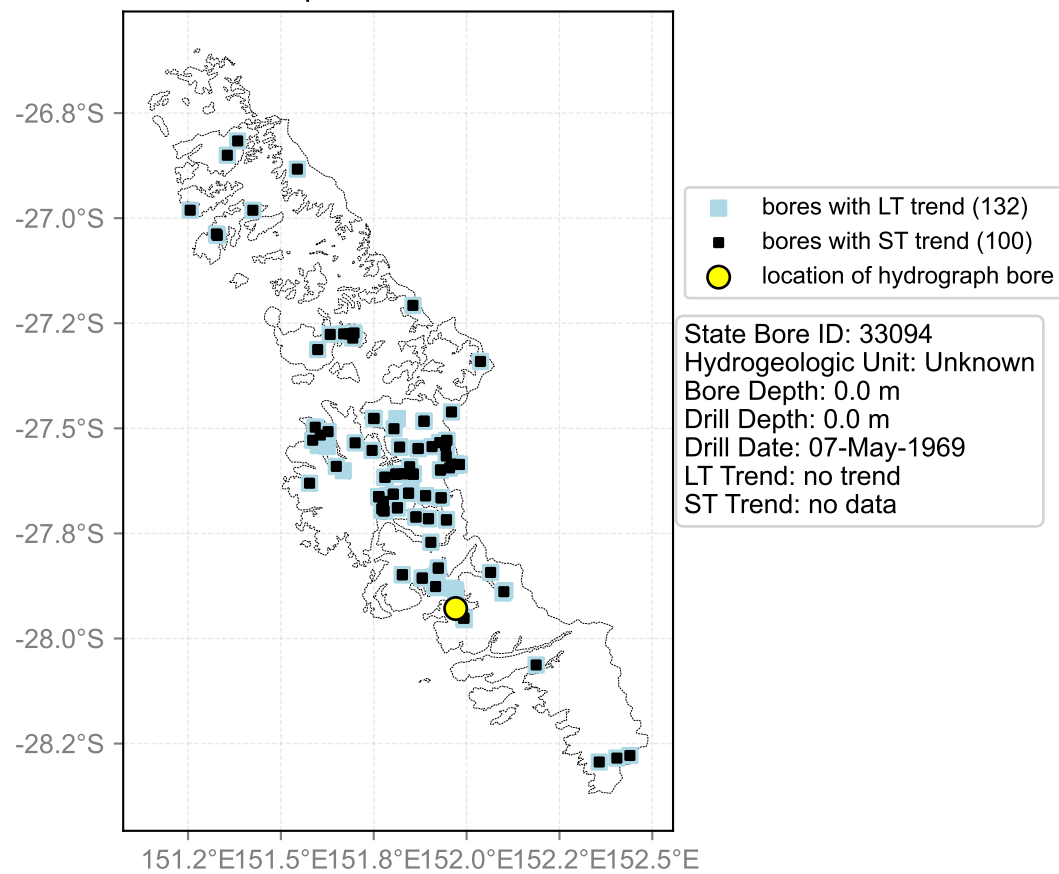 -26.8°S
-27.0°S
-27.2°S
-27.5°S
-27.8°S
-28.0°S
-28.2°S
151.2°E151.5°E151.8°E152.0°E152.2°E152.5°E
bores with LT trend (132)
bores with ST trend (100)
location of hydrograph bore
State Bore ID: 33094
Hydrogeologic Unit: Unknown
Bore Depth: 0.0 m
Drill Depth: 0.0 m
Drill Date: 07-May-1969
LT Trend: no trend
ST Trend: no data